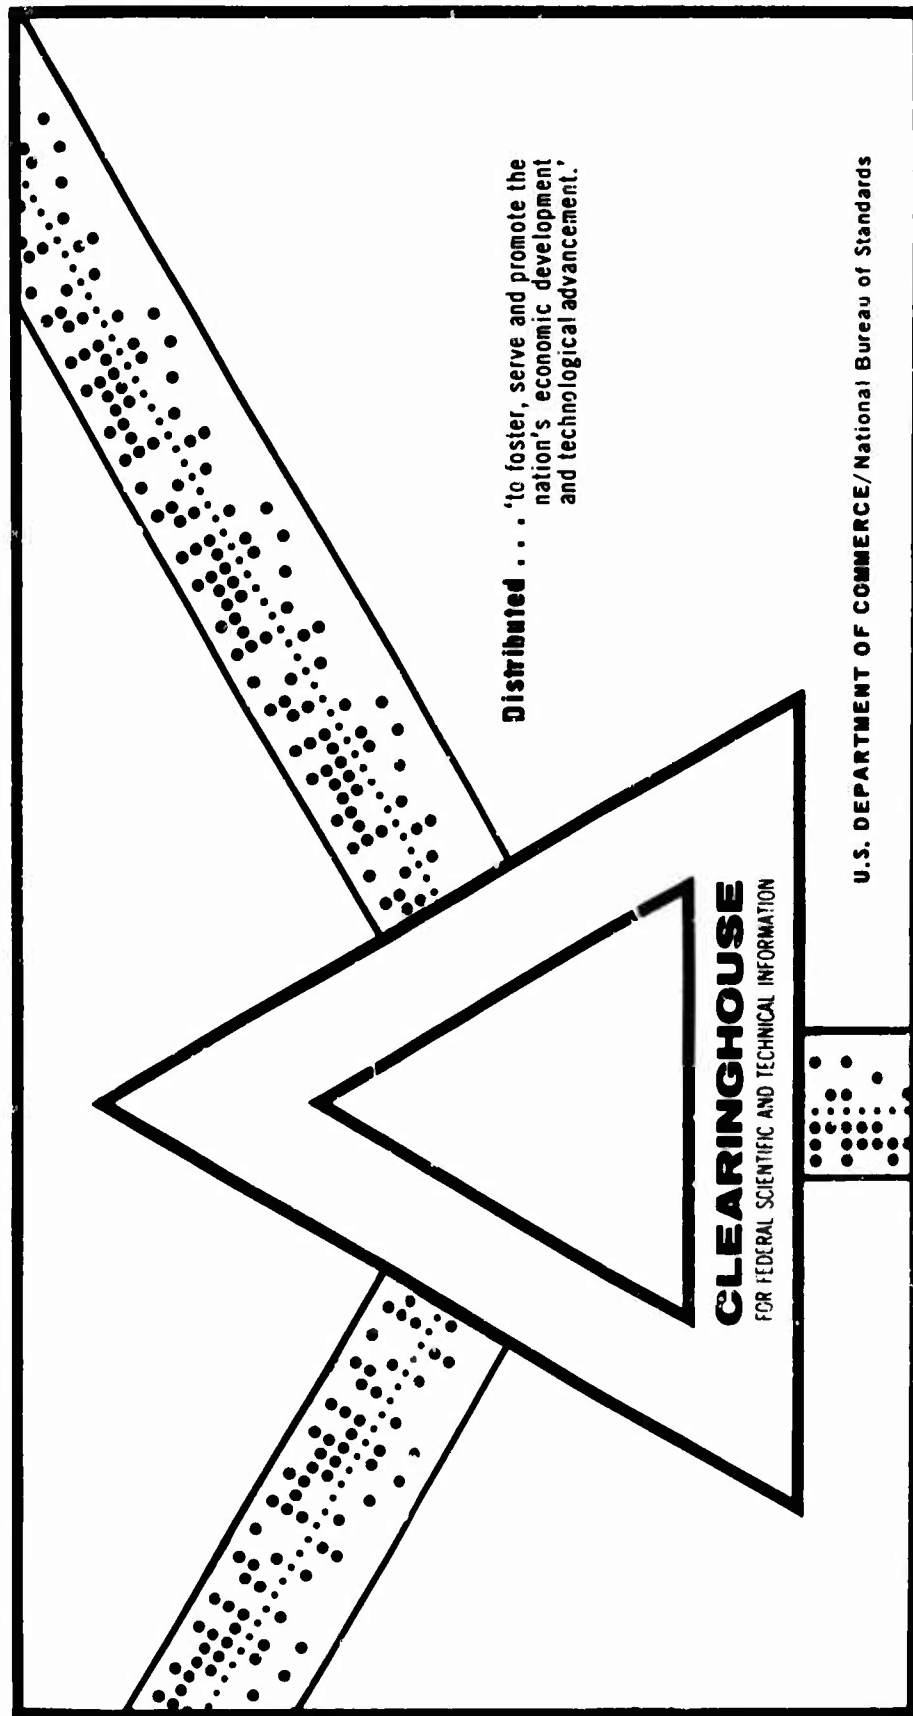 Distributed . . . 'to foster, serve and promote the
nation's economic development
and technological advancement.'
CLEARINGHOUSE
FOR FEDERAL SCIENTIFIC AND TECHNICAL INFORMATION
U.S. DEPARTMENT OF COMMERCE/National Bureau of Standards